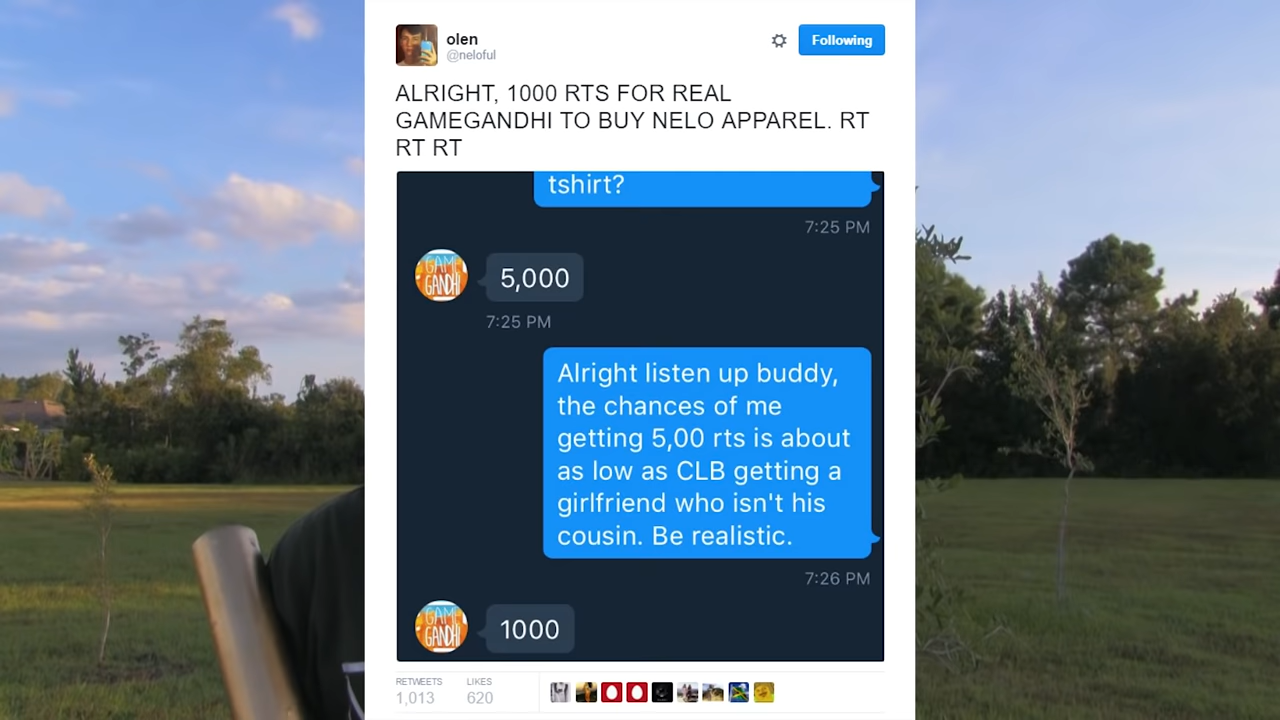 olen
@neloful
Following
ALRIGHT, 1000 RTS FOR REAL
GAMEGANDHI TO BUY NELO APPAREL. RT
RT RT
tshirt?
7:25 PM
GAME
GANDHI
5,000
7:25 PM
Alright listen up buddy,
the chances of me
getting 5,00 rts is about
as low as CLB getting a
girlfriend who isn't his
cousin. Be realistic.
7:26 PM
GAME
GANDHI
1000
RETWEETS LIKES
1,013 620